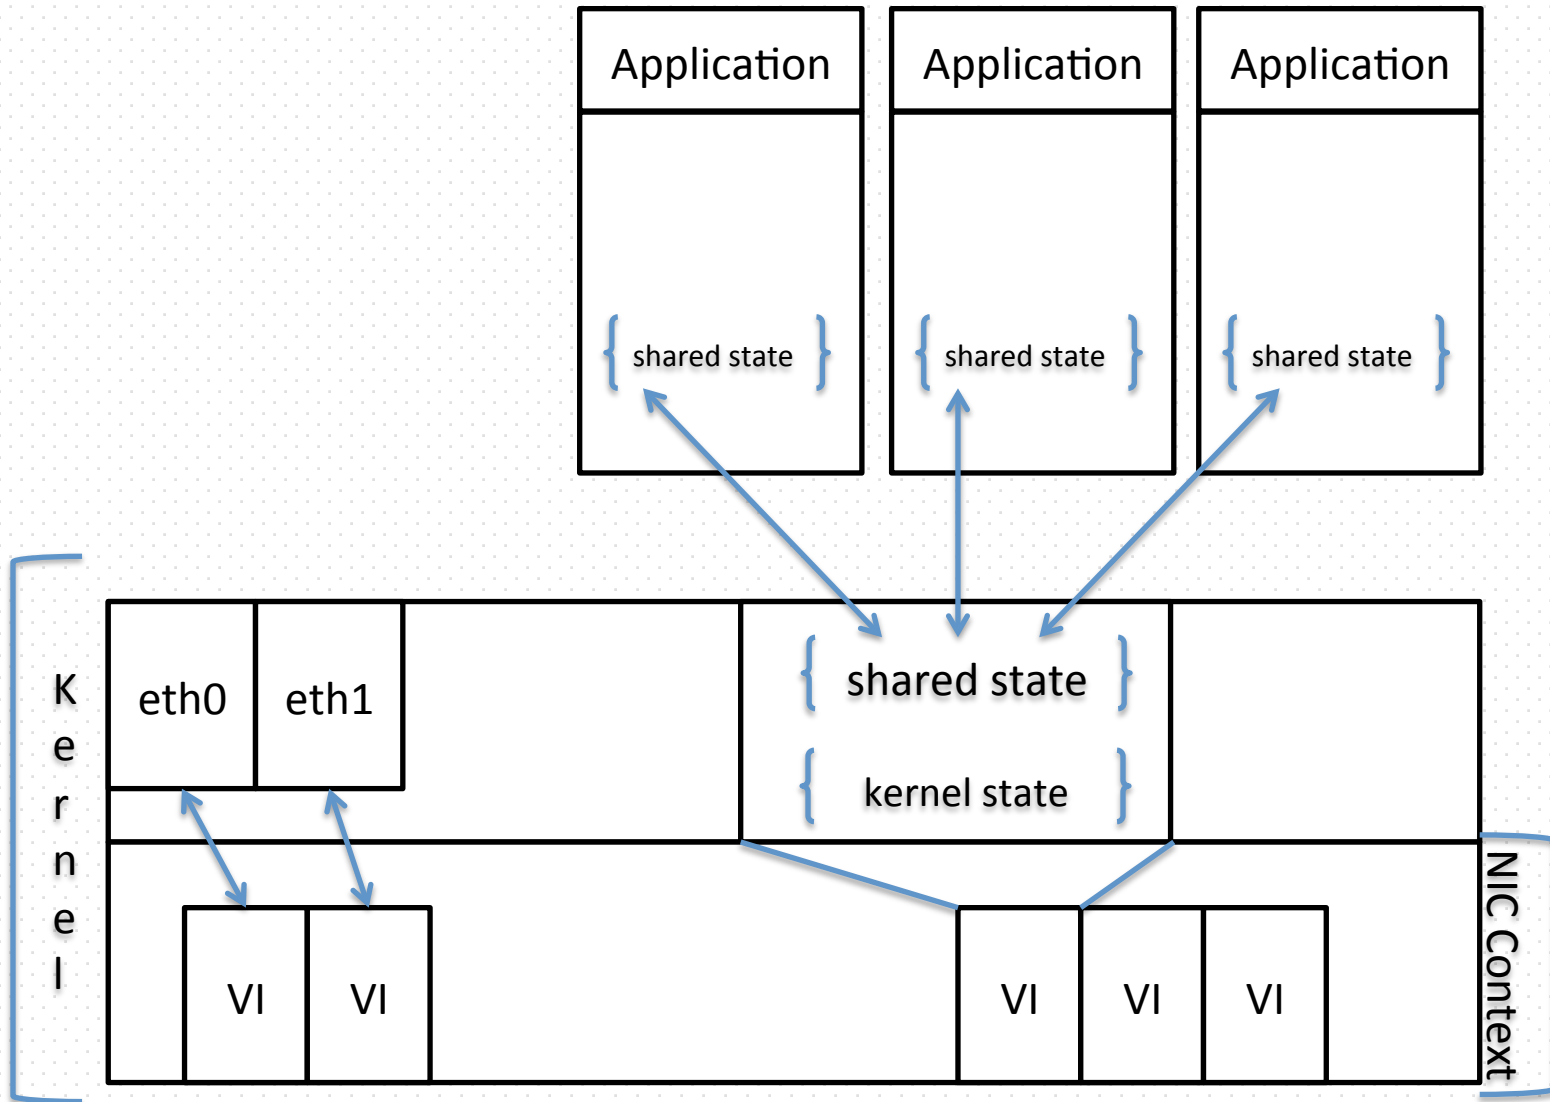 Application
Application
Application
shared state
shared state
shared state
Kernel
eth0
eth1
shared state
kernel state
NIC Context
VI
VI
VI
VI
VI